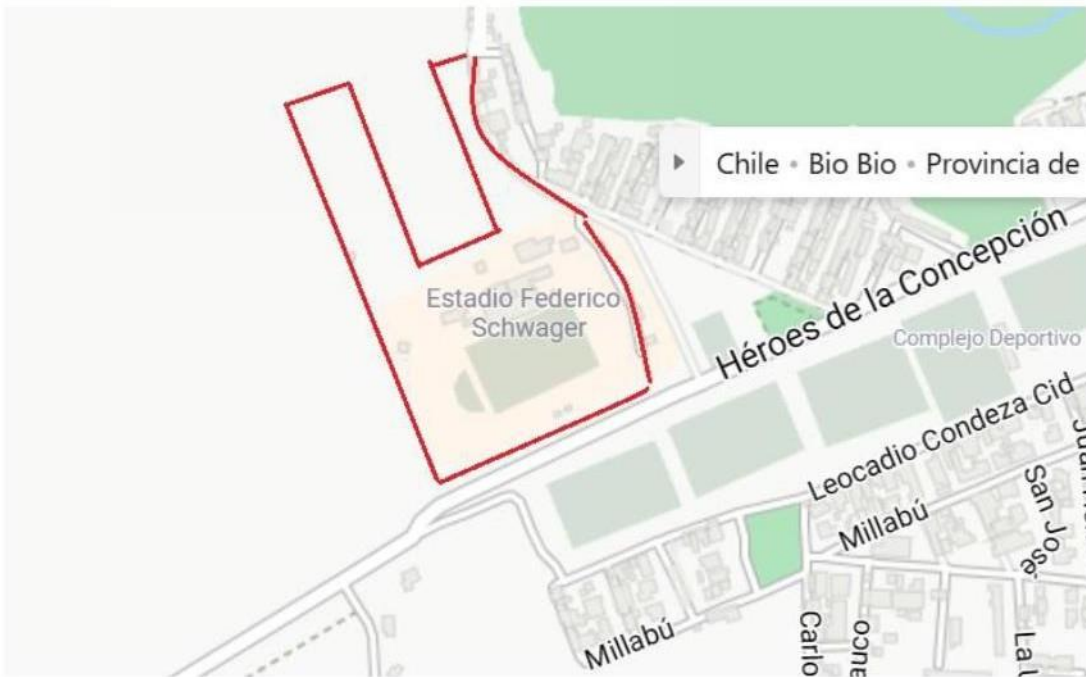 Chile • Bio Bio • Provincia de
Héroes de la Concepción
Estadio Federico
Schwager
Complejo Deportivo
Leocadio Condeza Cid
Millabú
San José
Millabú
Carlo